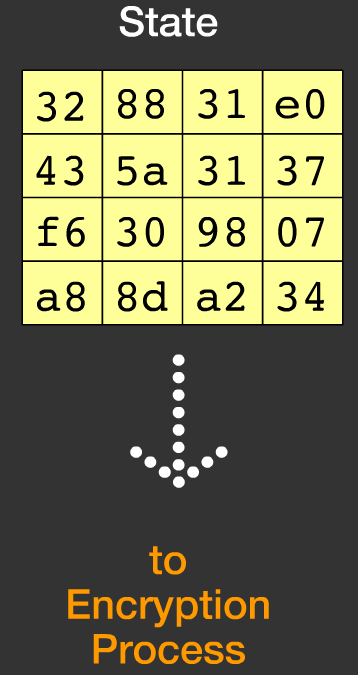 State
32 88 31 e0
43 5a 31 37
f6 30 98 07
a8 8d a2 34
to
Encryption
Process